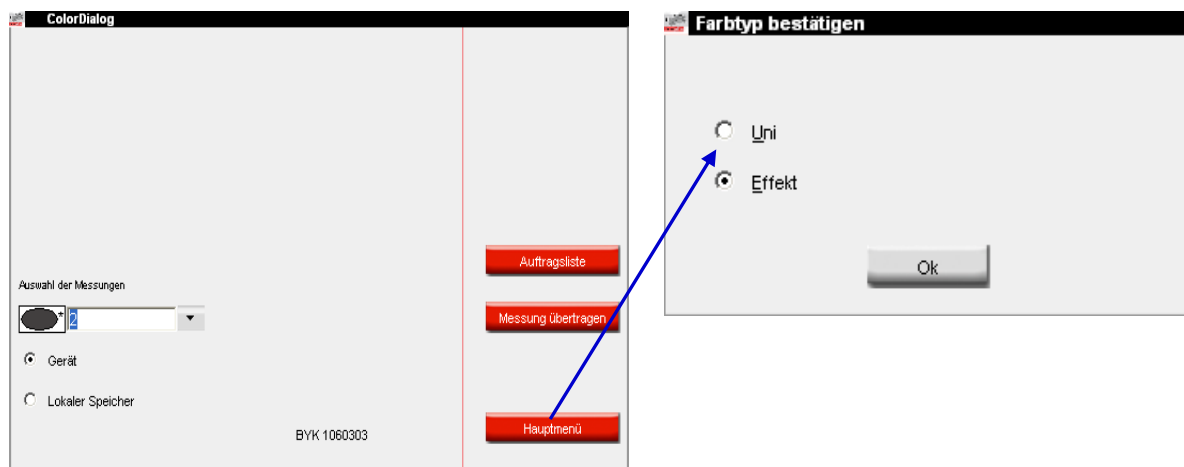 ColorDialog
Auftragsliste
Auswahl der Messungen
* 2
Messung übertragen
Gerät
Lokaler Speicher
BYK 1060303
Hauptmenü
Farbtyp bestätigen
Uni
Effekt
Ok